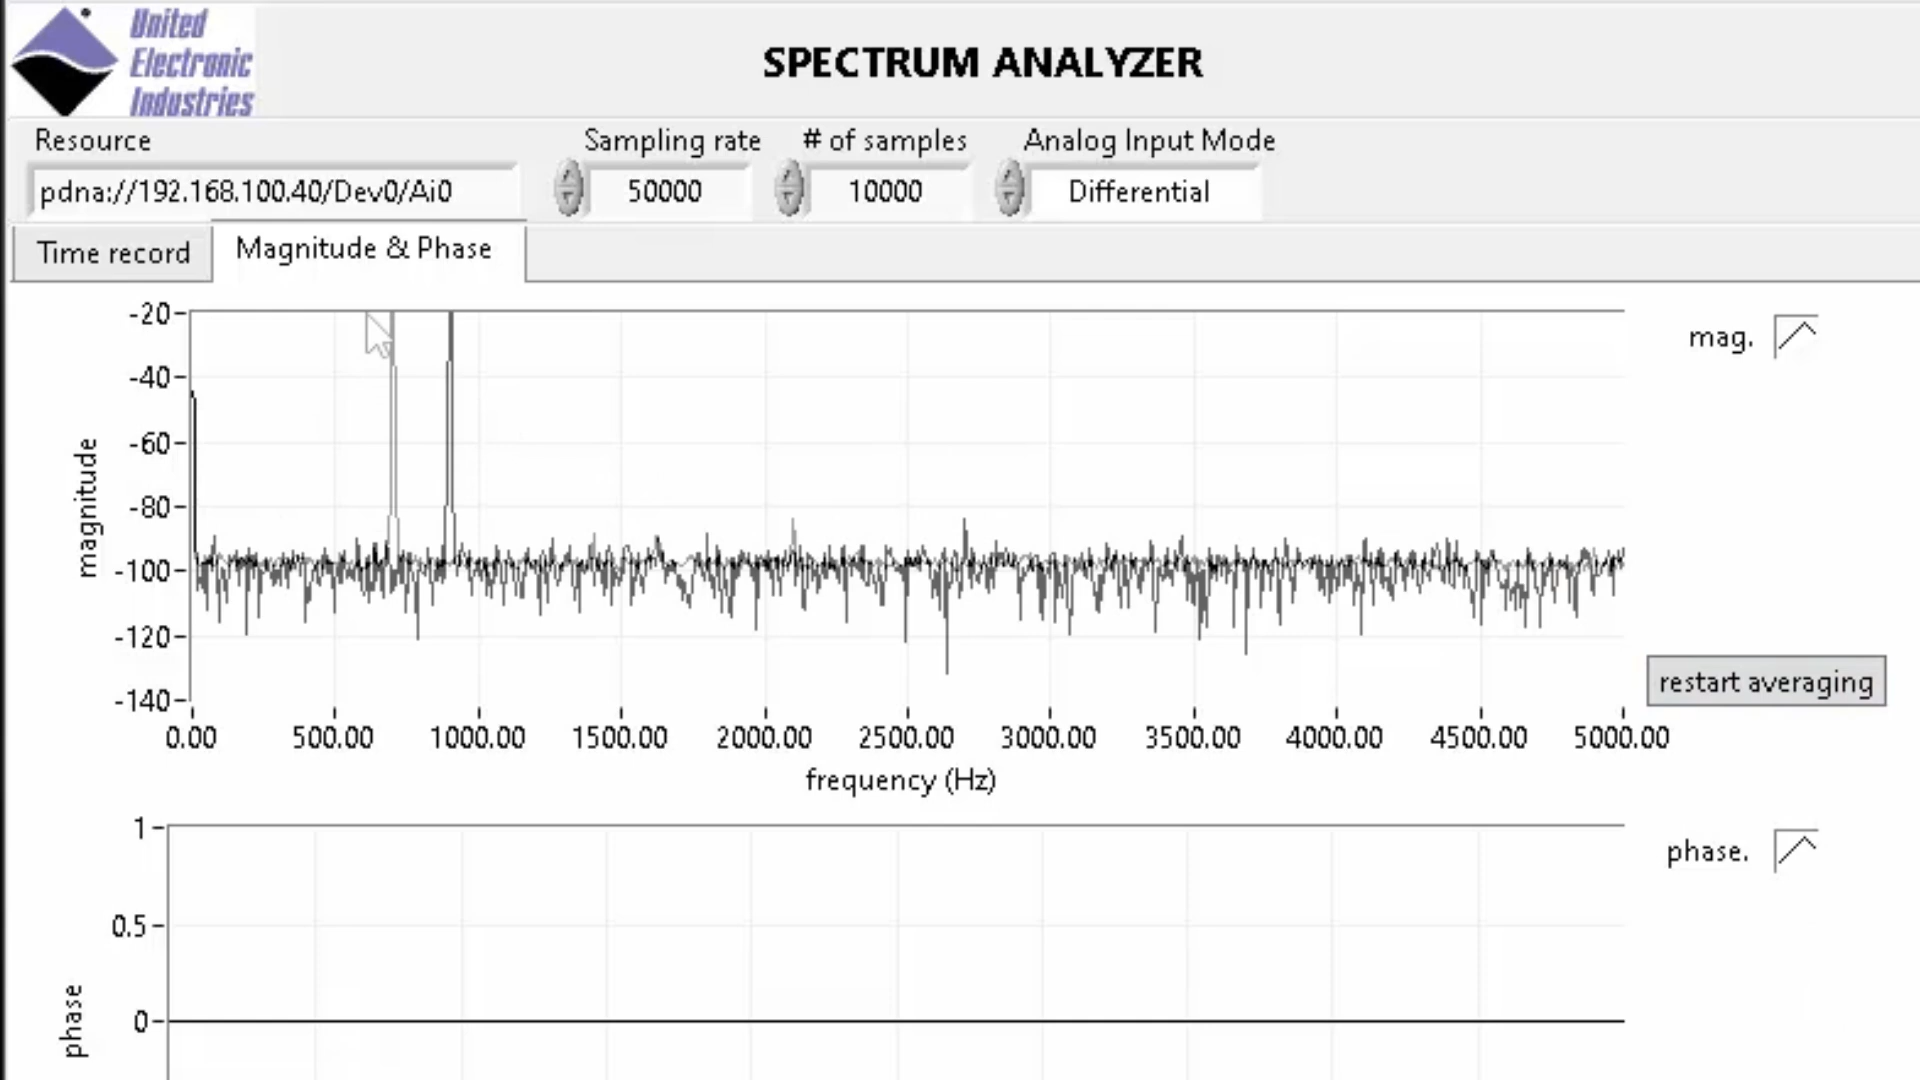 United
Electronic
Industries
SPECTRUM ANALYZER
Resource
Sampling rate
# of samples
Analog Input Mode
pdna://192.168.100.40/Dev0/Ai0
50000
10000
Differential
Time record
Magnitude & Phase
-20
-40
-60
-80
-100
-120
-140
magnitude
0.00 500.00 1000.00 1500.00 2000.00 2500.00 3000.00 3500.00 4000.00 4500.00 5000.00
frequency (Hz)
mag.
restart averaging
1
0.5
0
phase
phase.